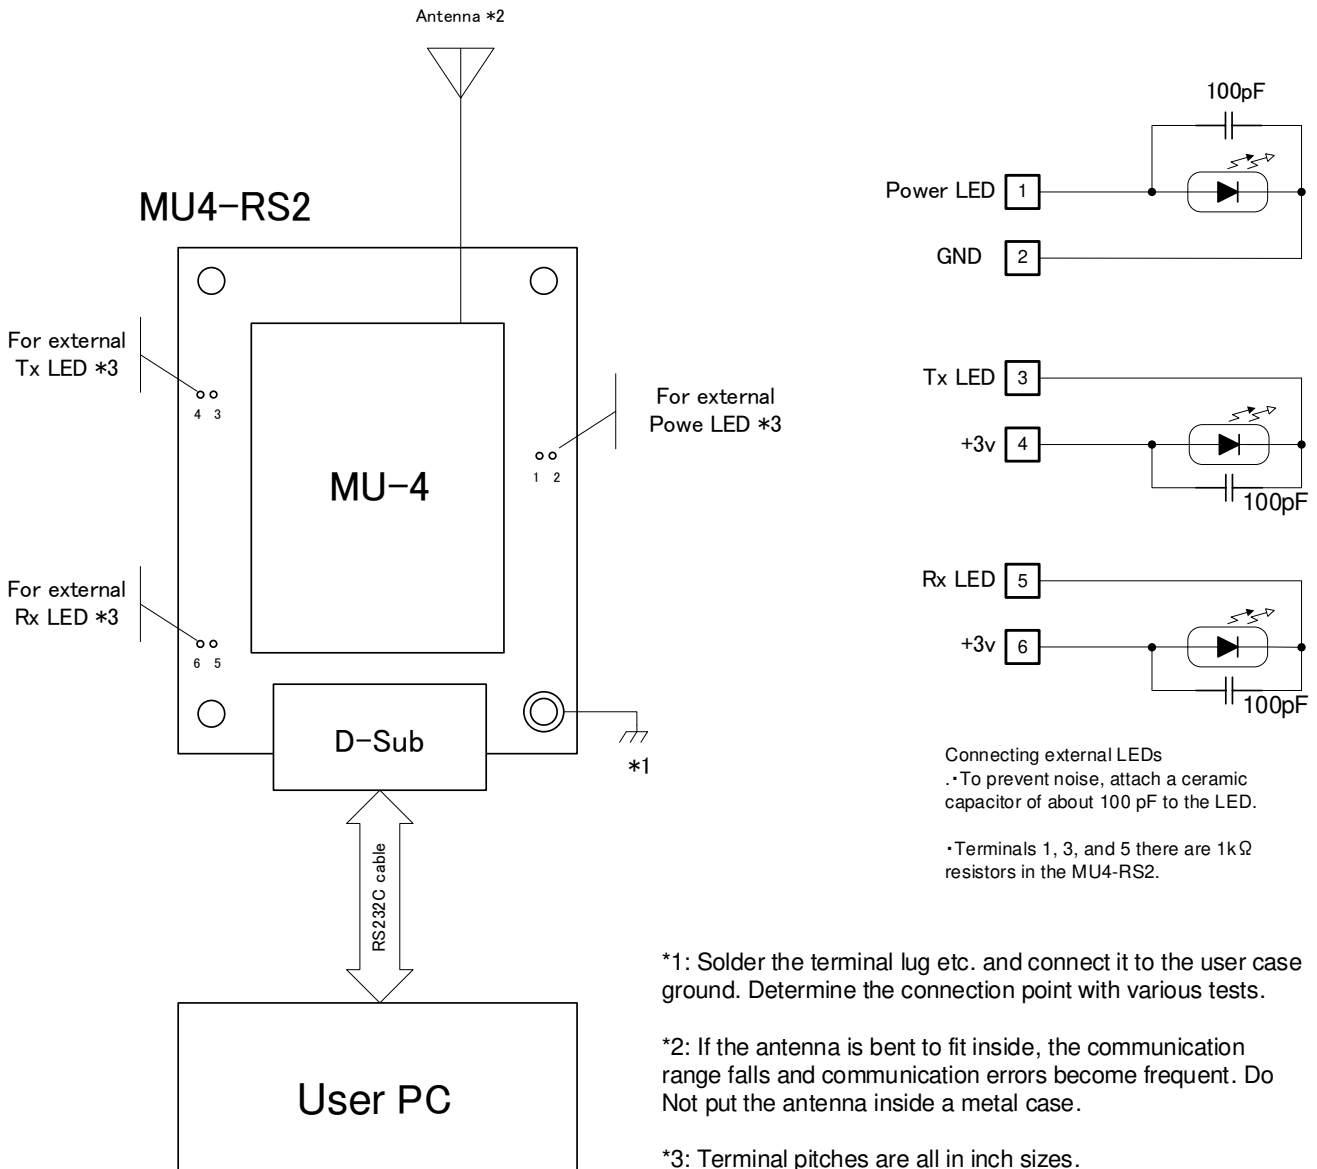 Antenna *2
MU4-RS2
For external
Tx LED *3
4 3
For external
Powe LED *3
1 2
MU-4
For external
Rx LED *3
6 5
D-Sub
*1
RS232C cable
User PC
100pF
Power LED 1
GND 2
Tx LED 3
+3v 4
100pF
Rx LED 5
+3v 6
100pF
Connecting external LEDs
.・To prevent noise, attach a ceramic
capacitor of about 100 pF to the LED.
・Terminals 1, 3, and 5 there are 1kΩ
resistors in the MU4-RS2.
*1: Solder the terminal lug etc. and connect it to the user case
ground. Determine the connection point with various tests.
*2: If the antenna is bent to fit inside, the communication
range falls and communication errors become frequent. Do
Not put the antenna inside a metal case.
*3: Terminal pitches are all in inch sizes.